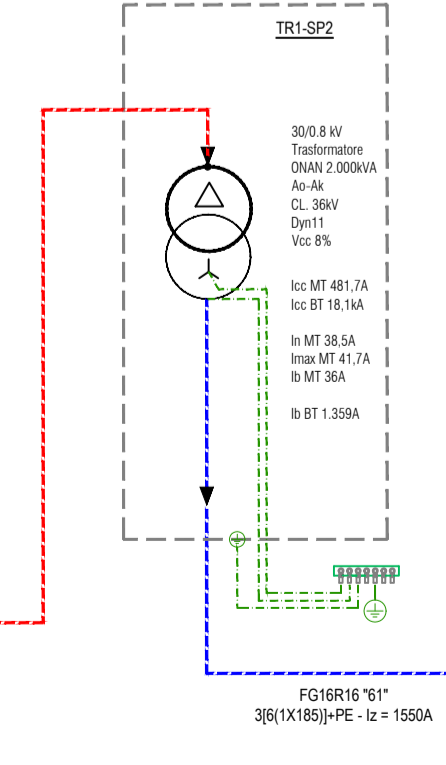 TR1-SP2
30/0.8 kV
Trasformatore
ONAN 2.000kVA
Ao-Ak
CL. 36kV
Dyn11
Vcc 8%
Icc MT 481,7A
Icc BT 18,1kA
In MT 38,5A
Imax MT 41,7A
Ib MT 36A
Ib BT 1.359A
FG16R16 "61"
3[6(1X185)]+PE - Iz = 1550A